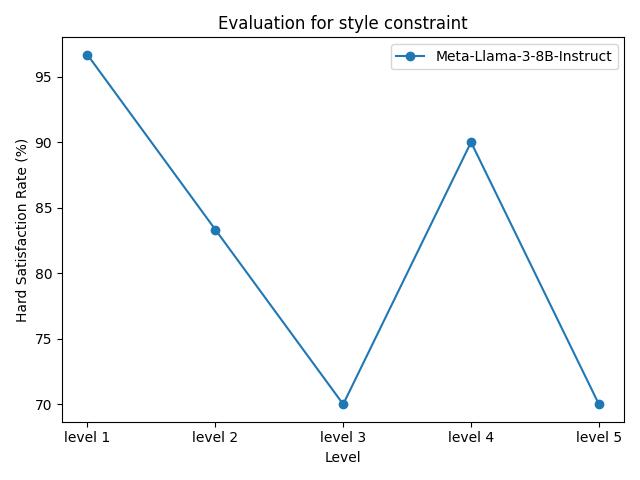 Evaluation for style constraint
Meta-Llama-3-8B-Instruct
Hard Satisfaction Rate (%)
95
90
85
80
75
70
level 1
level 2
level 3
level 4
level 5
Level